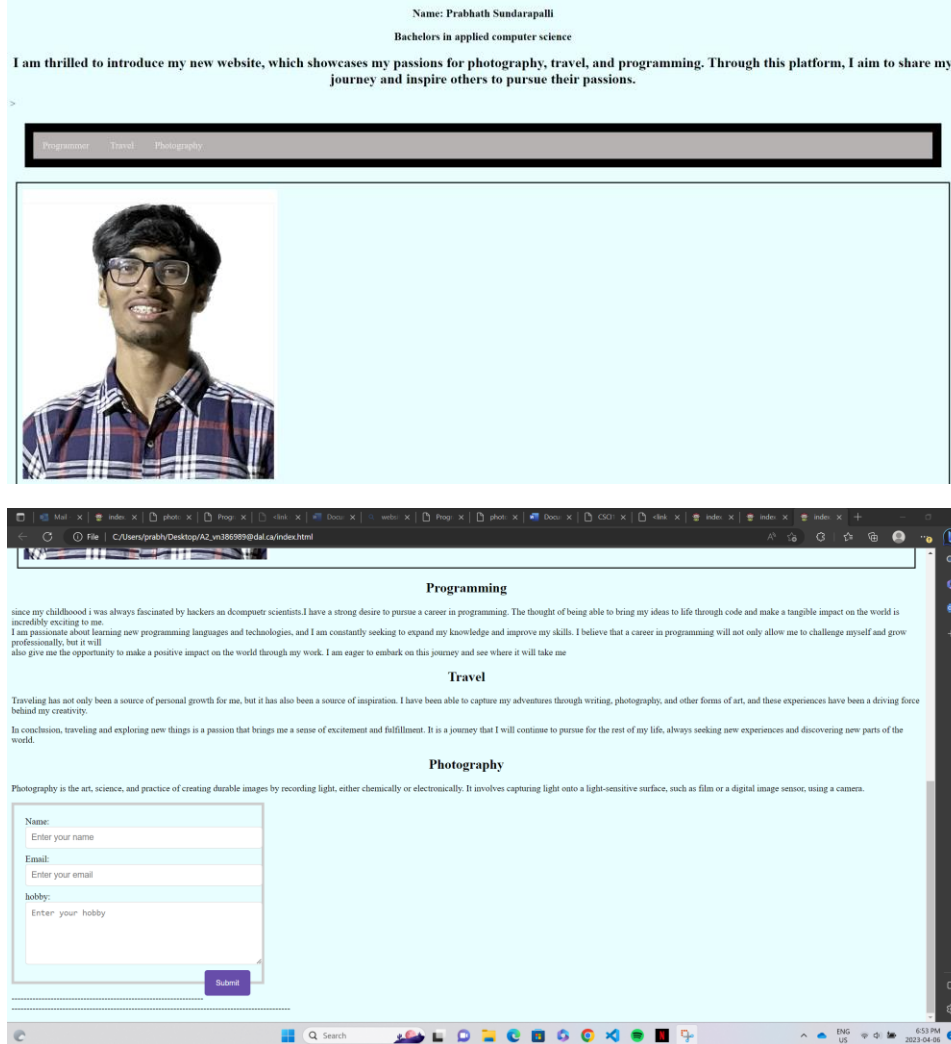 Name: Prabhath Sundarapalli
Bachelors in applied computer science
I am thrilled to introduce my new website, which showcases my passions for photography, travel, and programming. Through this platform, I aim to share my
journey and inspire others to pursue their passions.
>
Programmer Travel Photography
Mail index photo Prog <link Docu webs Prog photo Docu CSCI <link index index index
File C:/Users/prabh/Desktop/A2_vn386989@dal.ca/index.html
Programming
since my childhoood i was always fascinated by hackers an dcompuetr scientists.I have a strong desire to pursue a career in programming. The thought of being able to bring my ideas to life through code and make a tangible impact on the world is
incredibly exciting to me.
I am passionate about learning new programming languages and technologies, and I am constantly seeking to expand my knowledge and improve my skills. I believe that a career in programming will not only allow me to challenge myself and grow
professionally, but it will
also give me the opportunity to make a positive impact on the world through my work. I am eager to embark on this journey and see where it will take me
Travel
Traveling has not only been a source of personal growth for me, but it has also been a source of inspiration. I have been able to capture my adventures through writing, photography, and other forms of art, and these experiences have been a driving force
behind my creativity.
In conclusion, traveling and exploring new things is a passion that brings me a sense of excitement and fulfillment. It is a journey that I will continue to pursue for the rest of my life, always seeking new experiences and discovering new parts of the
world.
Photography
Photography is the art, science, and practice of creating durable images by recording light, either chemically or electronically. It involves capturing light onto a light-sensitive surface, such as film or a digital image sensor, using a camera.
Name:
Enter your name
Email:
Enter your email
hobby:
Enter your hobby
Submit
Search
ENG
US
6:53 PM
2023-04-06